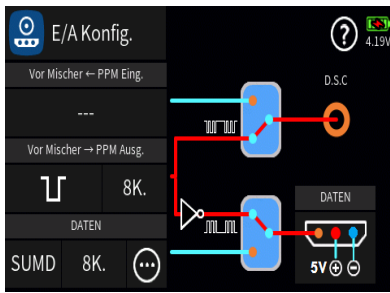 E/A Konfig.
?
4.19V
Vor Mischer ← PPM Eing.
---
Vor Mischer → PPM Ausg.
8K.
DATEN
SUMD 8K.
D.S.C
DATEN
5V ⊕ ⊖